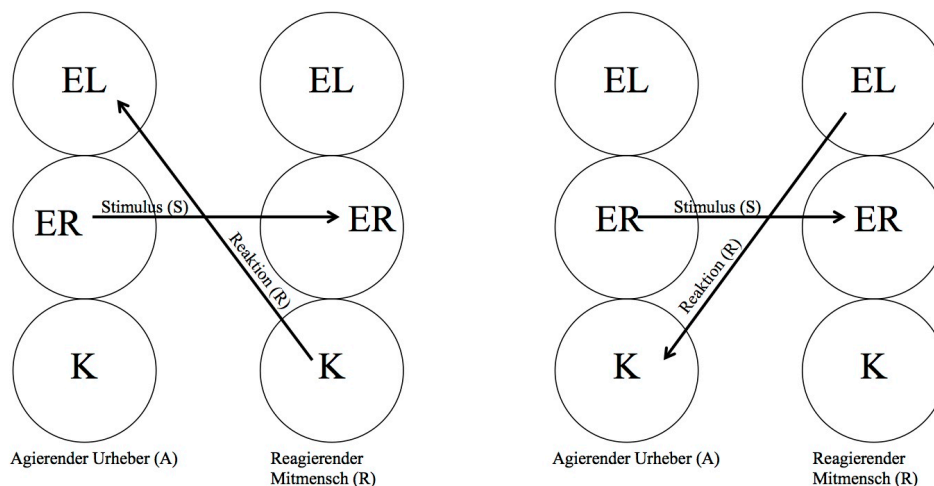 EL
EL
ER
Stimulus (S)
ER
Reaktion (R)
K
K
Agierender Urheber (A)
Reagierender
Mitmensch (R)
EL
EL
ER
Stimulus (S)
ER
Reaktion (R)
K
K
Agierender Urheber (A)
Reagierender
Mitmensch (R)